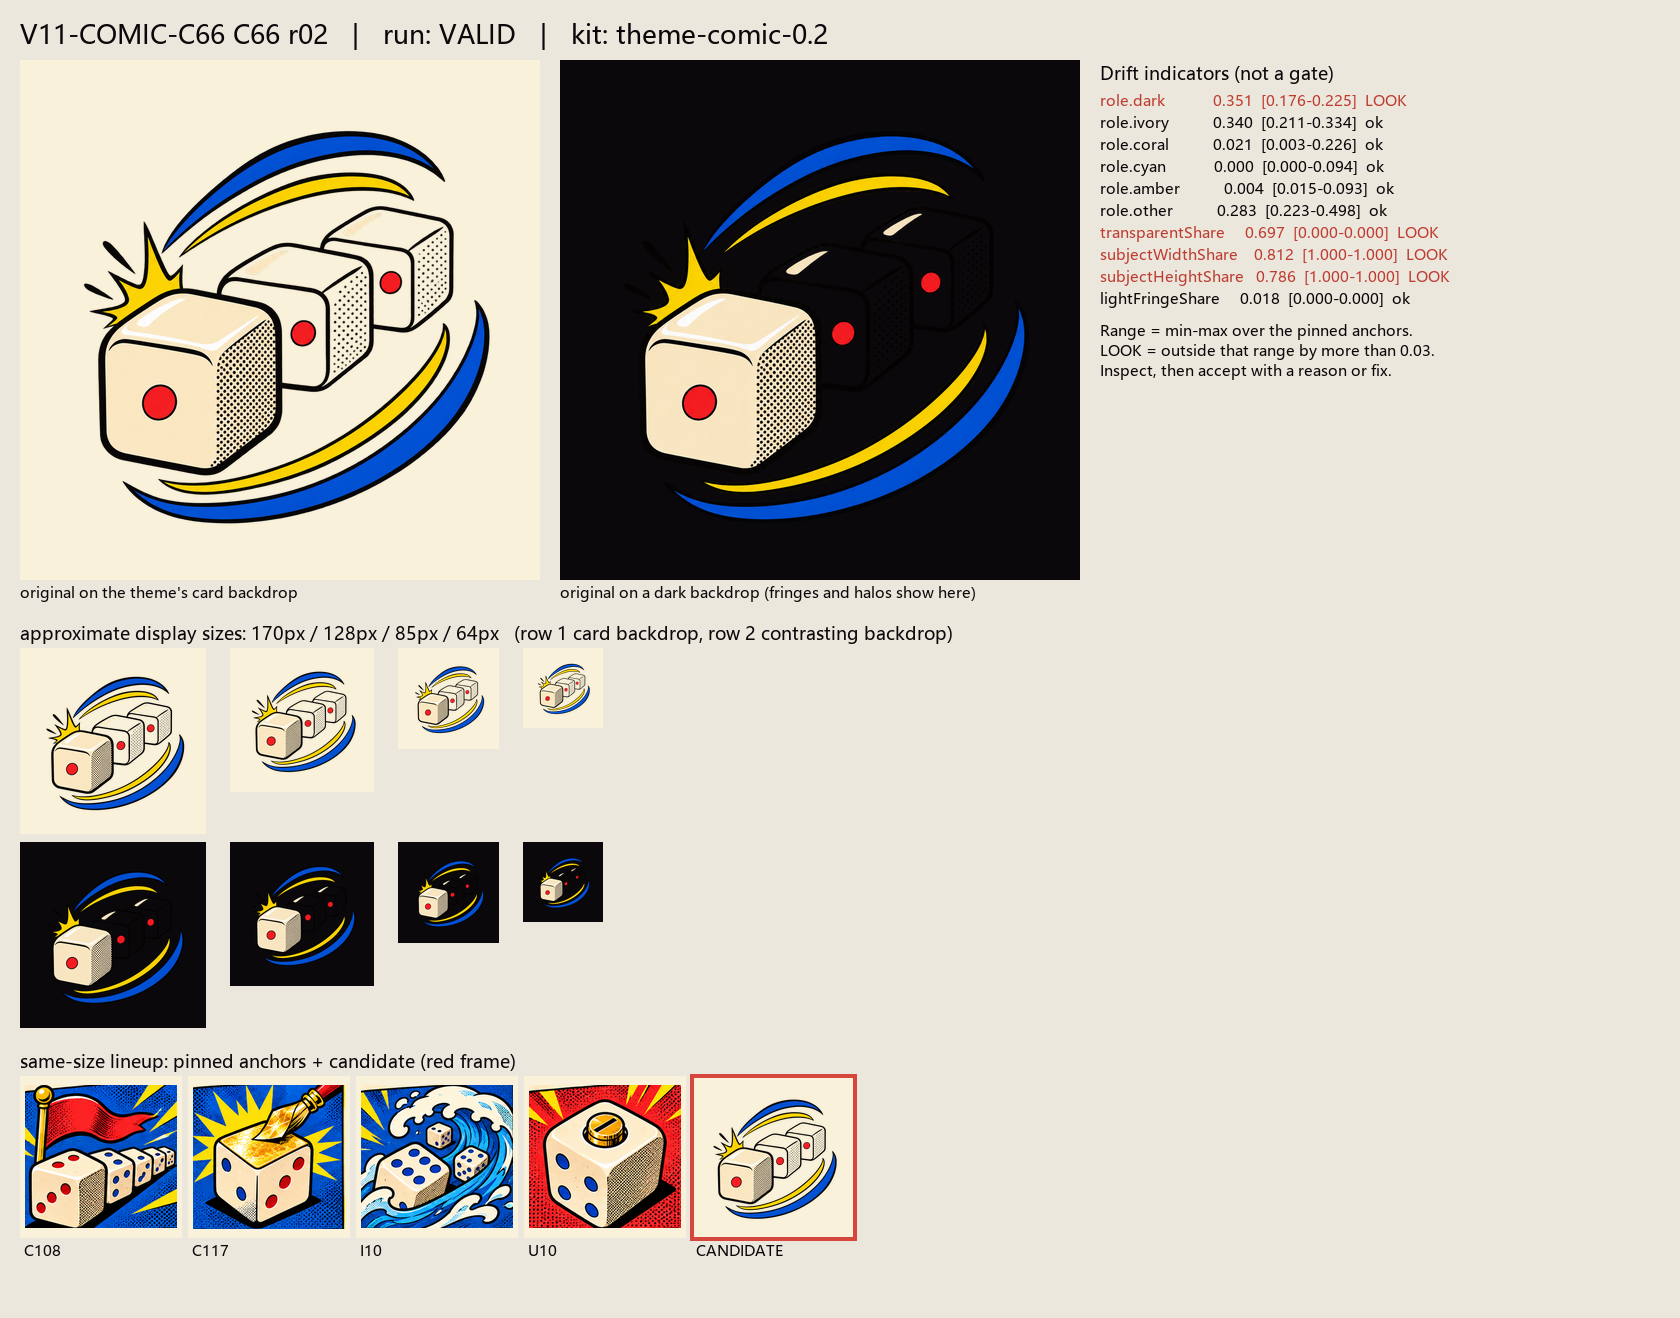 V11-COMIC-C66 C66 r02 | run: VALID | kit: theme-comic-0.2
Drift indicators (not a gate)
role.dark 0.351 [0.176-0.225] LOOK
role.ivory 0.340 [0.211-0.334] ok
role.coral 0.021 [0.003-0.226] ok
role.cyan 0.000 [0.000-0.094] ok
role.amber 0.004 [0.015-0.093] ok
role.other 0.283 [0.223-0.498] ok
transparentShare 0.697 [0.000-0.000] LOOK
subjectWidthShare 0.812 [1.000-1.000] LOOK
subjectHeightShare 0.786 [1.000-1.000] LOOK
lightFringeShare 0.018 [0.000-0.000] ok
Range = min-max over the pinned anchors.
LOOK = outside that range by more than 0.03.
Inspect, then accept with a reason or fix.
original on the theme's card backdrop
original on a dark backdrop (fringes and halos show here)
approximate display sizes: 170px / 128px / 85px / 64px (row 1 card backdrop, row 2 contrasting backdrop)
same-size lineup: pinned anchors + candidate (red frame)
C108
C117
I10
U10
CANDIDATE